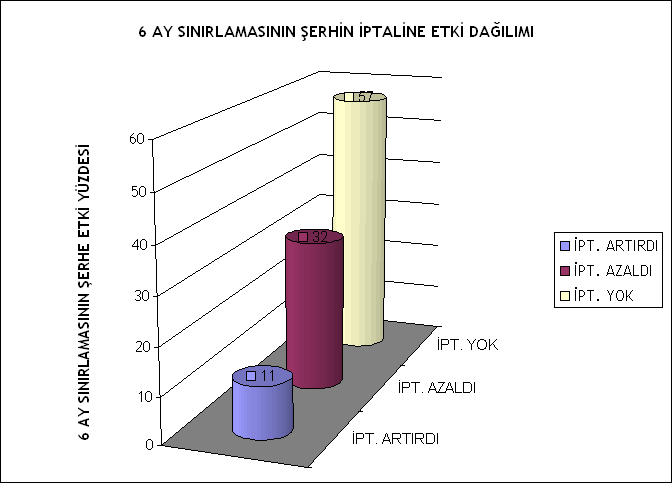 6 AY SINIRLAMASININ ŞERHİN İPTALİNE ETKİ DAĞILIMI
6 AY SINIRLAMASININ ŞERHE ETKİ YÜZDESİ
60
50
40
30
20
10
0
57
32
11
İPT. YOK
İPT. AZALDI
İPT. ARTIRDI
İPT. ARTIRDI
İPT. AZALDI
İPT. YOK